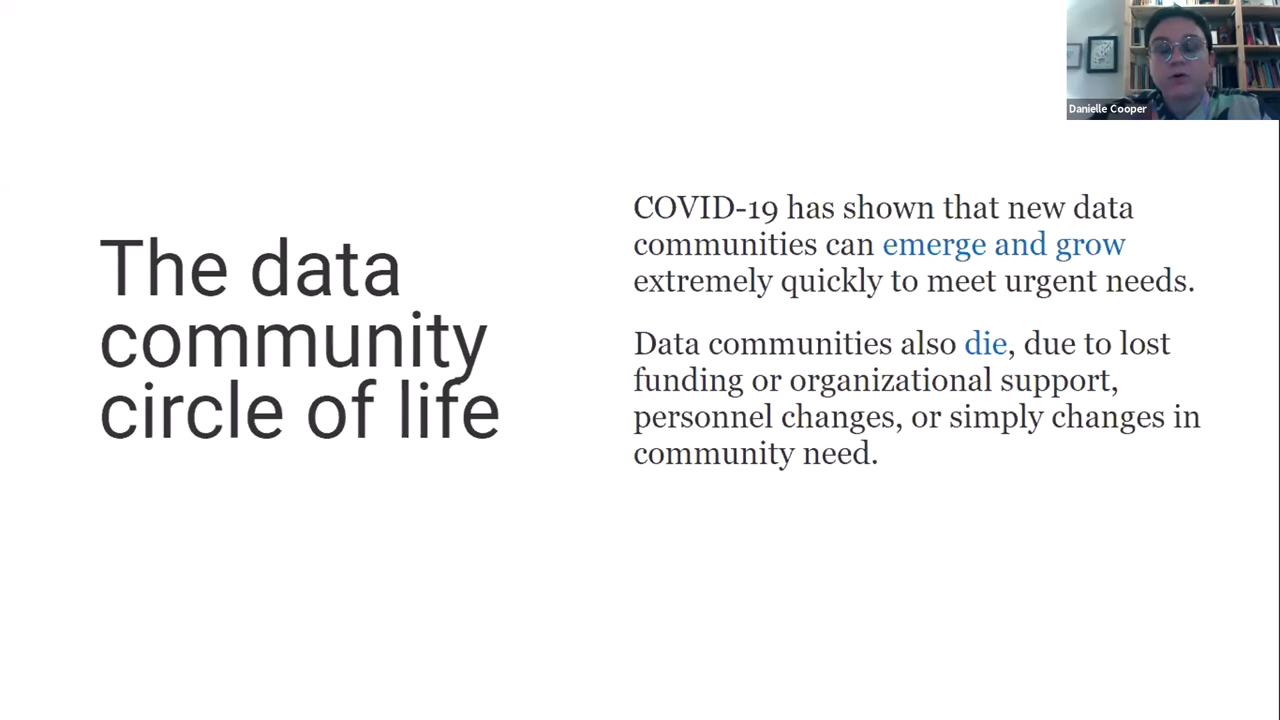 Danielle Cooper
The data
community
circle of life
COVID-19 has shown that new data
communities can emerge and grow
extremely quickly to meet urgent needs.
Data communities also die, due to lost
funding or organizational support,
personnel changes, or simply changes in
community need.